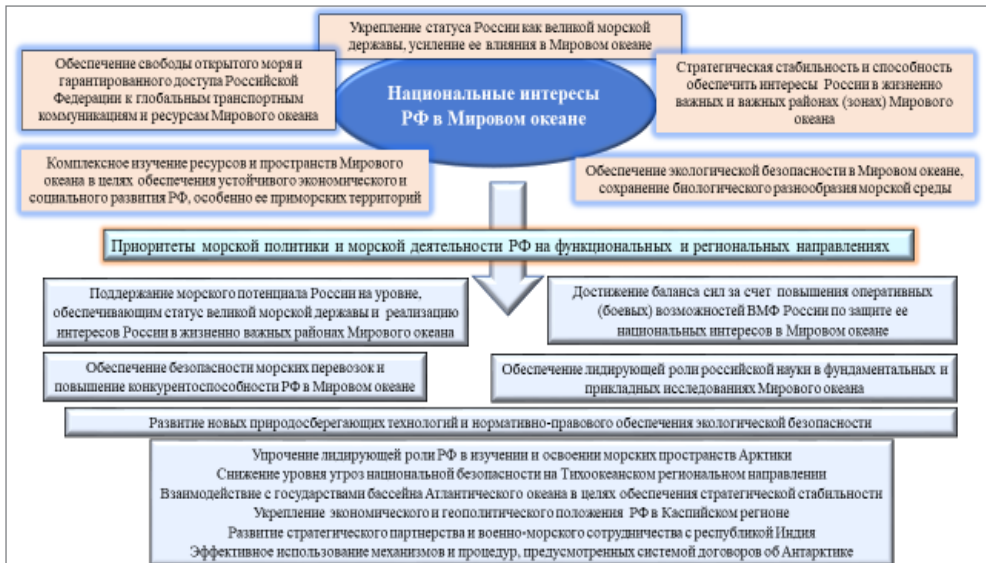 Укрепление статуса России как великой морской
державы, усиление ее влияния в Мировом океане
Обеспечение свободы открытого моря и
гарантированного доступа Российской
Федерации к глобальным транспортным
коммуникациям и ресурсам Мирового океана
Национальные интересы
РФ в Мировом океане
Стратегическая стабильность и способность
обеспечить интересы России в жизненно
важных и важных районах (зонах) Мирового
океана
Комплексное изучение ресурсов и пространств Мирового
океана в целях обеспечения устойчивого экономического и
социального развития РФ, особенно ее приморских территорий
Обеспечение экологической безопасности в Мировом океане,
сохранение биологического разнообразия морской среды
Приоритеты морской политики и морской деятельности РФ на функциональных и региональных направлениях
Поддержание морского потенциала России на уровне,
обеспечивающим статус великой морской державы и реализацию
интересов России в жизненно важных районах Мирового океана
Достижение баланса сил за счет повышения оперативных
(боевых) возможностей ВМФ России по защите ее
национальных интересов в Мировом океане
Обеспечение безопасности морских перевозок и
повышение конкурентоспособности РФ в Мировом океане
Обеспечение лидирующей роли российской науки в фундаментальных и
прикладных исследованиях Мирового океана
Развитие новых природосберегающих технологий и нормативно-правового обеспечения экологической безопасности
Упрочение лидирующей роли РФ в изучении и освоении морских пространств Арктики
Снижение уровня угроз национальной безопасности на Тихоокеанском региональном направлении
Взаимодействие с государствами бассейна Атлантического океана в целях обеспечения стратегической стабильности
Укрепление экономического и геополитического положения РФ в Каспийском регионе
Развитие стратегического партнерства и военно-морского сотрудничества с республикой Индия
Эффективное использование механизмов и процедур, предусмотренных системой договоров об Антарктике